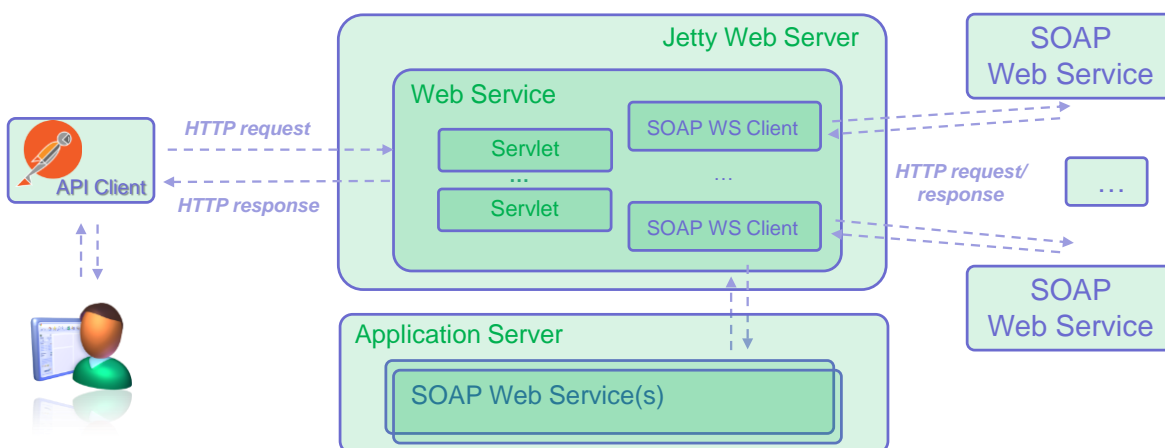 Jetty Web Server
Web Service
Servlet
...
Servlet
SOAP WS Client
...
SOAP WS Client
API Client
HTTP request
HTTP response
SOAP
Web Service
HTTP request/
response
...
SOAP
Web Service
Application Server
SOAP Web Service(s)